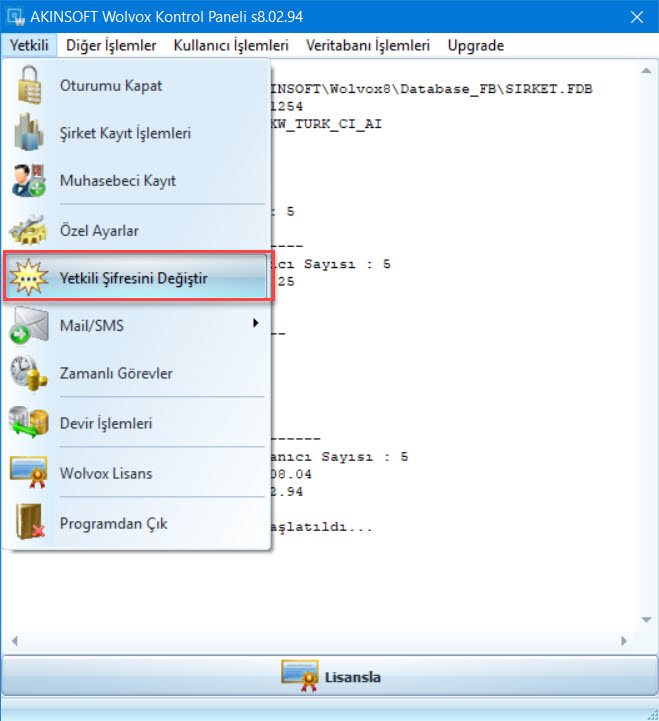 AKINSOFT Wolvox Kontrol Paneli s8.02.94
Yetkili Diğer İşlemler Kullanıcı İşlemleri Veritabanı İşlemleri Upgrade
Oturumu Kapat
INSOFT\Wolvox8\Database_FB\SIRKET.FDB
1254
XW_TURK_CI_AI
Şirket Kayıt İşlemleri
Muhasebeci Kayıt
: 5
Özel Ayarlar
----
ıcı Sayısı : 5
Yetkili Şifresini Değiştir
25
Mail/SMS
--
Zamanlı Görevler
Devir İşlemleri
------
anıcı Sayısı : 5
Wolvox Lisans
08.04
2.94
Programdan Çık
aşlatıldı...
Lisansla